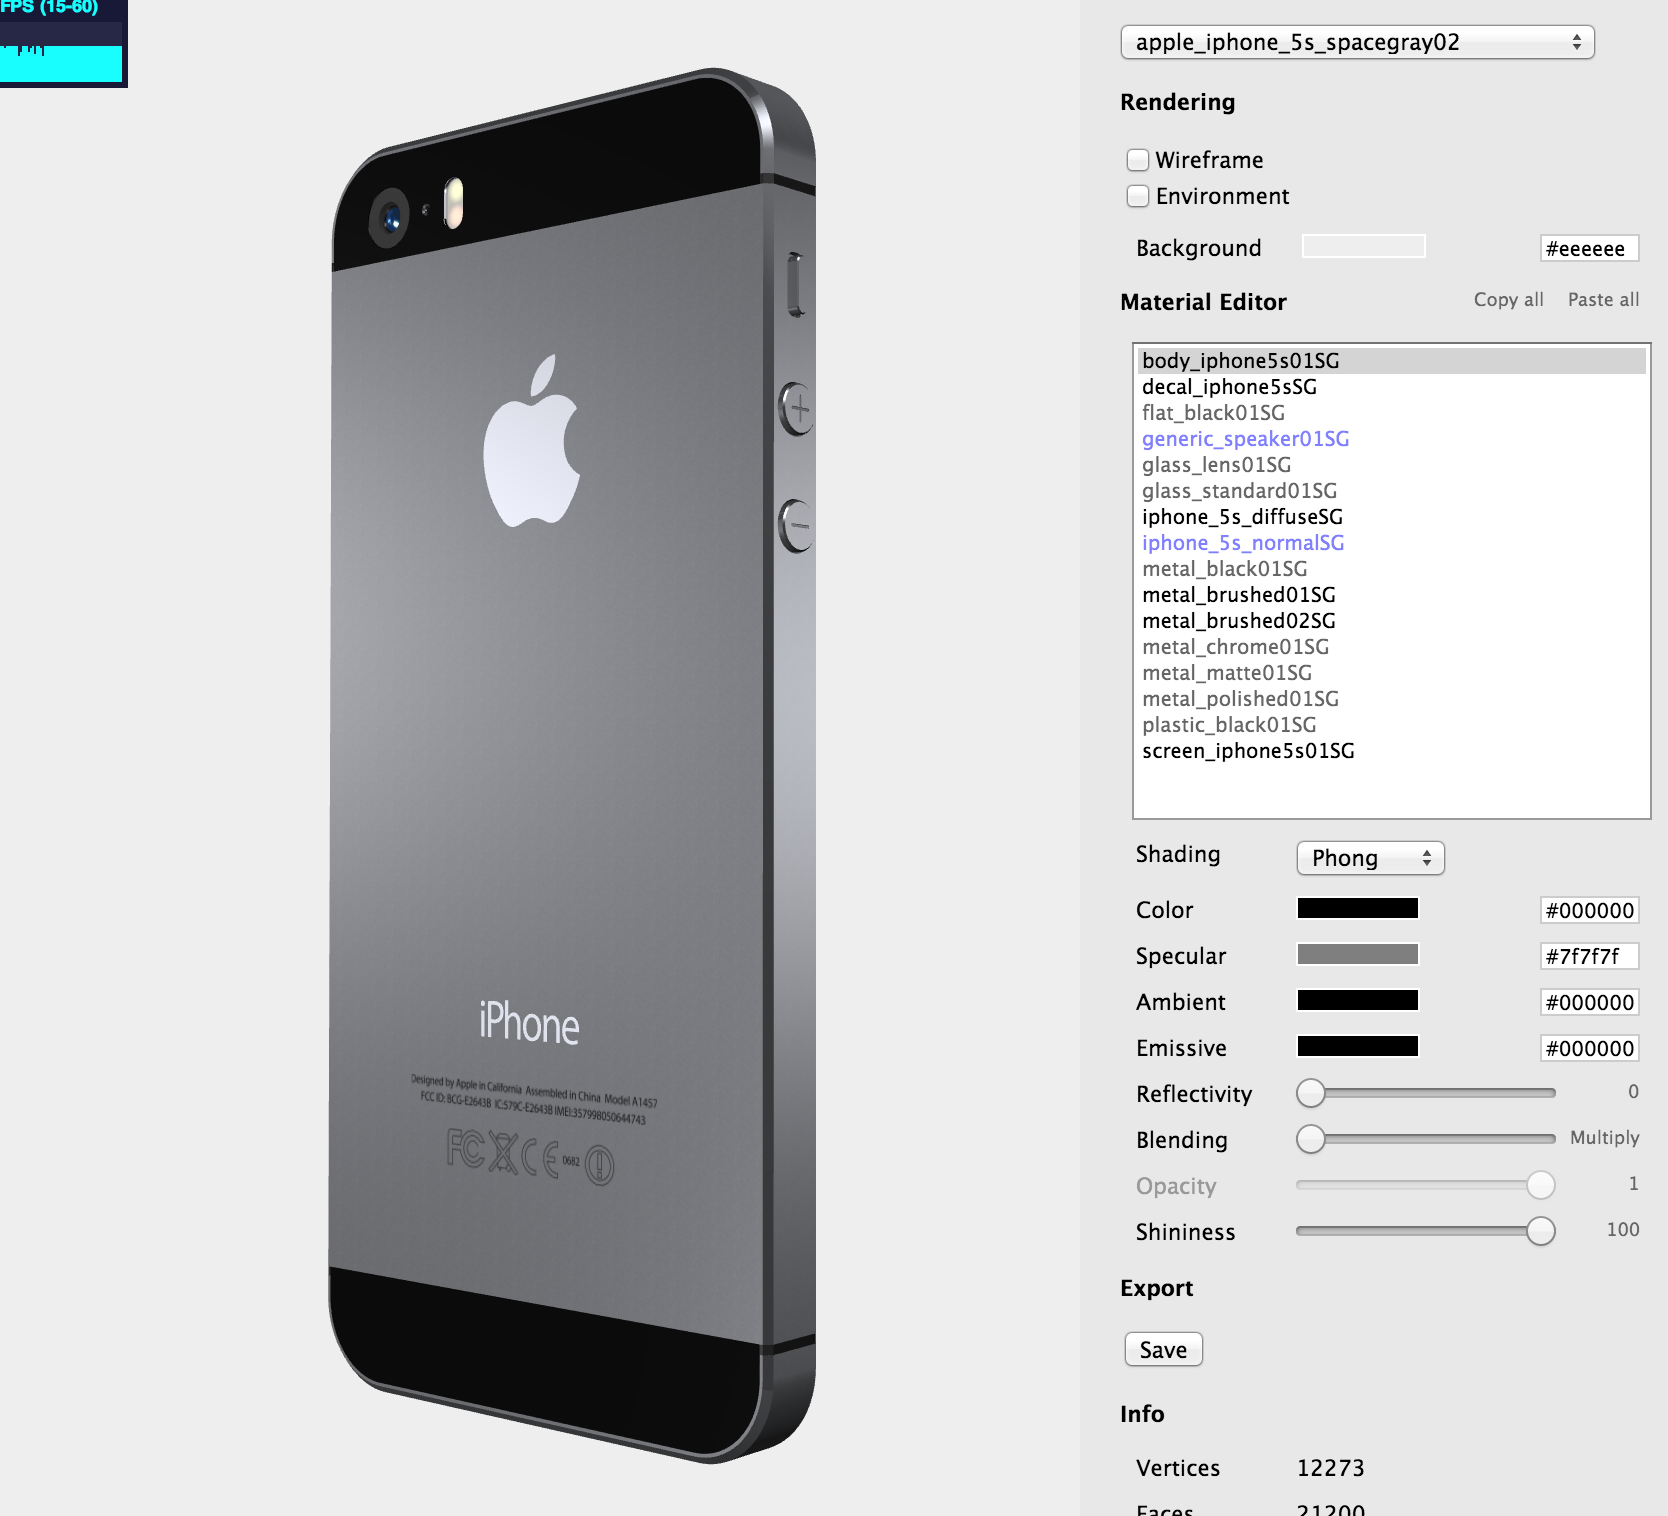 FPS (15-60)
iPhone
Designed by Apple in California Assembled in China Model A1457
FCC ID: BCG-E2643B IC:579C-E2643B IMEI:357998050644743
FC CE 0682
apple_iphone_5s_spacegray02
Rendering
Wireframe
Environment
Background #eeeeee
Material Editor Copy all Paste all
body_iphone5s01SG
decal_iphone5sSG
flat_black01SG
generic_speaker01SG
glass_lens01SG
glass_standard01SG
iphone_5s_diffuseSG
iphone_5s_normalSG
metal_black01SG
metal_brushed01SG
metal_brushed02SG
metal_chrome01SG
metal_matte01SG
metal_polished01SG
plastic_black01SG
screen_iphone5s01SG
Shading Phong
Color #000000
Specular #7f7f7f
Ambient #000000
Emissive #000000
Reflectivity 0
Blending Multiply
Opacity 1
Shininess 100
Export
Save
Info
Vertices 12273
Faces 21200